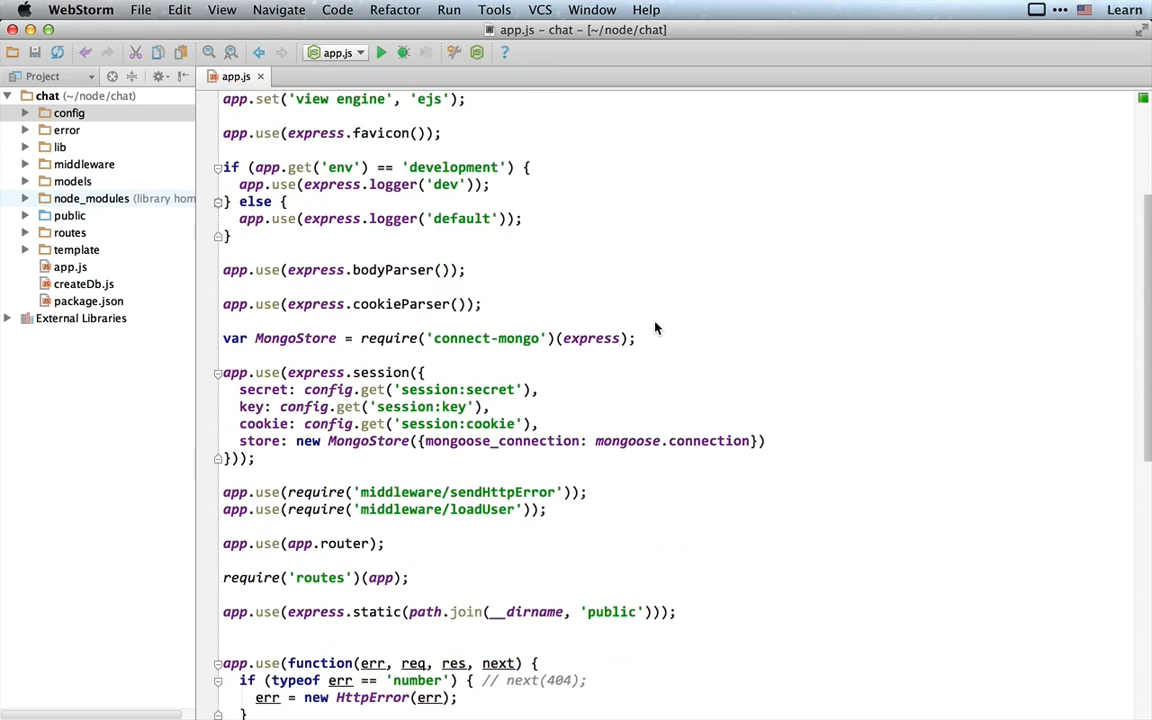 WebStorm File Edit View Navigate Code Refactor Run Tools VCS Window Help Learn
app.js – chat – [~/node/chat]
app.js
Project app.js
chat (~/node/chat)
config
error
lib
middleware
models
node_modules (library hom
public
routes
template
app.js
createDb.js
package.json
External Libraries
app.set('view engine', 'ejs');
app.use(express.favicon());
if (app.get('env') == 'development') {
app.use(express.logger('dev'));
} else {
app.use(express.logger('default'));
}
app.use(express.bodyParser());
app.use(express.cookieParser());
var MongoStore = require('connect-mongo')(express);
app.use(express.session({
secret: config.get('session:secret'),
key: config.get('session:key'),
cookie: config.get('session:cookie'),
store: new MongoStore({mongoose_connection: mongoose.connection})
}));
app.use(require('middleware/sendHttpError'));
app.use(require('middleware/loadUser'));
app.use(app.router);
require('routes')(app);
app.use(express.static(path.join(__dirname, 'public')));
app.use(function(err, req, res, next) {
if (typeof err == 'number') { // next(404);
err = new HttpError(err);
}